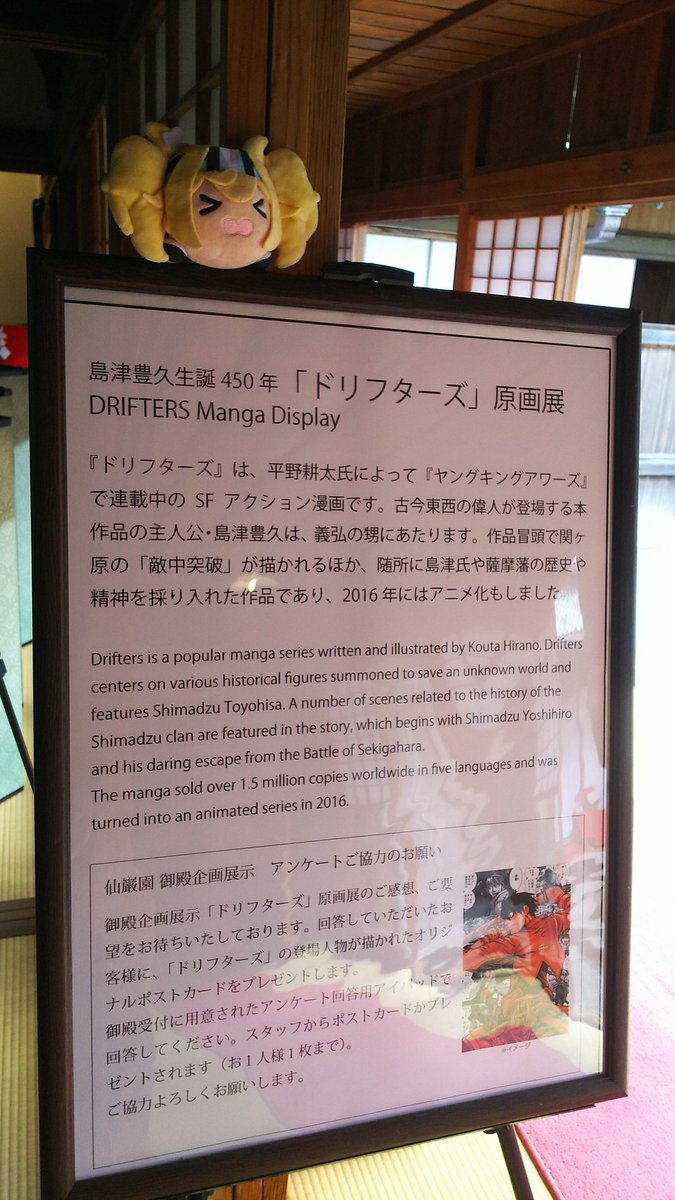 島津豊久生誕 450 年 「ドリフターズ」原画展
DRIFTERS Manga Display
『ドリフターズ』は、平野耕太氏によって『ヤングキングアワーズ』
で連載中の SF アクション漫画です。古今東西の偉人が登場する本
作品の主人公・島津豊久は、義弘の甥にあたります。作品冒頭で関ヶ
原の「敵中突破」が描かれるほか、随所に島津氏や薩摩藩の歴史や
精神を採り入れた作品であり、2016 年にはアニメ化もしました。
Drifters is a popular manga series written and illustrated by Kouta Hirano. Drifters
centers on various historical figures summoned to save an unknown world and
features Shimadzu Toyohisa. A number of scenes related to the history of the
Shimadzu clan are featured in the story, which begins with Shimadzu Yoshihiro
and his daring escape from the Battle of Sekigahara.
The manga sold over 1.5 million copies worldwide in five languages and was
turned into an animated series in 2016.
仙巌園 御殿企画展示　アンケートご協力のお願い
御殿企画展示「ドリフターズ」原画展のご感想、ご要
望をお待ちいたしております。回答していただいたお
客様に、「ドリフターズ」の登場人物が描かれたオリジ
ナルポストカードをプレゼントします。
御殿受付に用意されたアンケート回答用アイパッドで
回答してください。スタッフからポストカードがプレ
ゼントされます（お 1 人様 1 枚まで）。
ご協力よろしくお願いします。
※イメージ